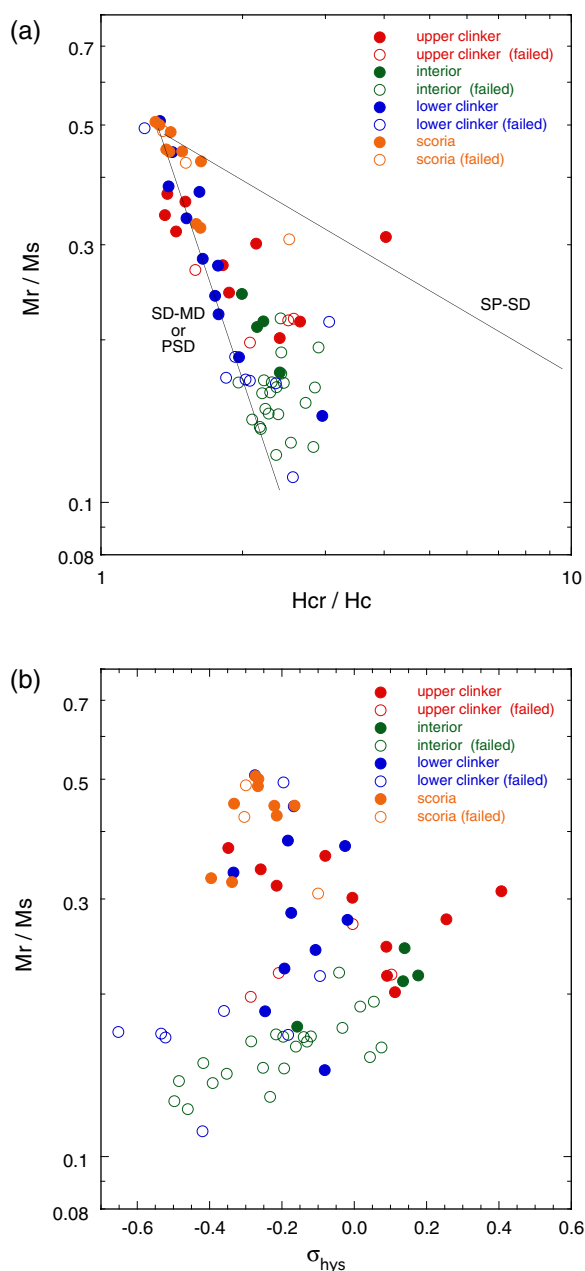 (a)
0.7
0.5
0.3
0.1
0.08
Mr / Ms
upper clinker
upper clinker (failed)
interior
interior (failed)
lower clinker
lower clinker (failed)
scoria
scoria (failed)
SD-MD
or
PSD
SP-SD
1
10
Hcr / Hc
(b)
0.7
0.5
0.3
0.1
0.08
Mr / Ms
upper clinker
upper clinker (failed)
interior
interior (failed)
lower clinker
lower clinker (failed)
scoria
scoria (failed)
-0.6 -0.4 -0.2 0.0 0.2 0.4 0.6
σhys